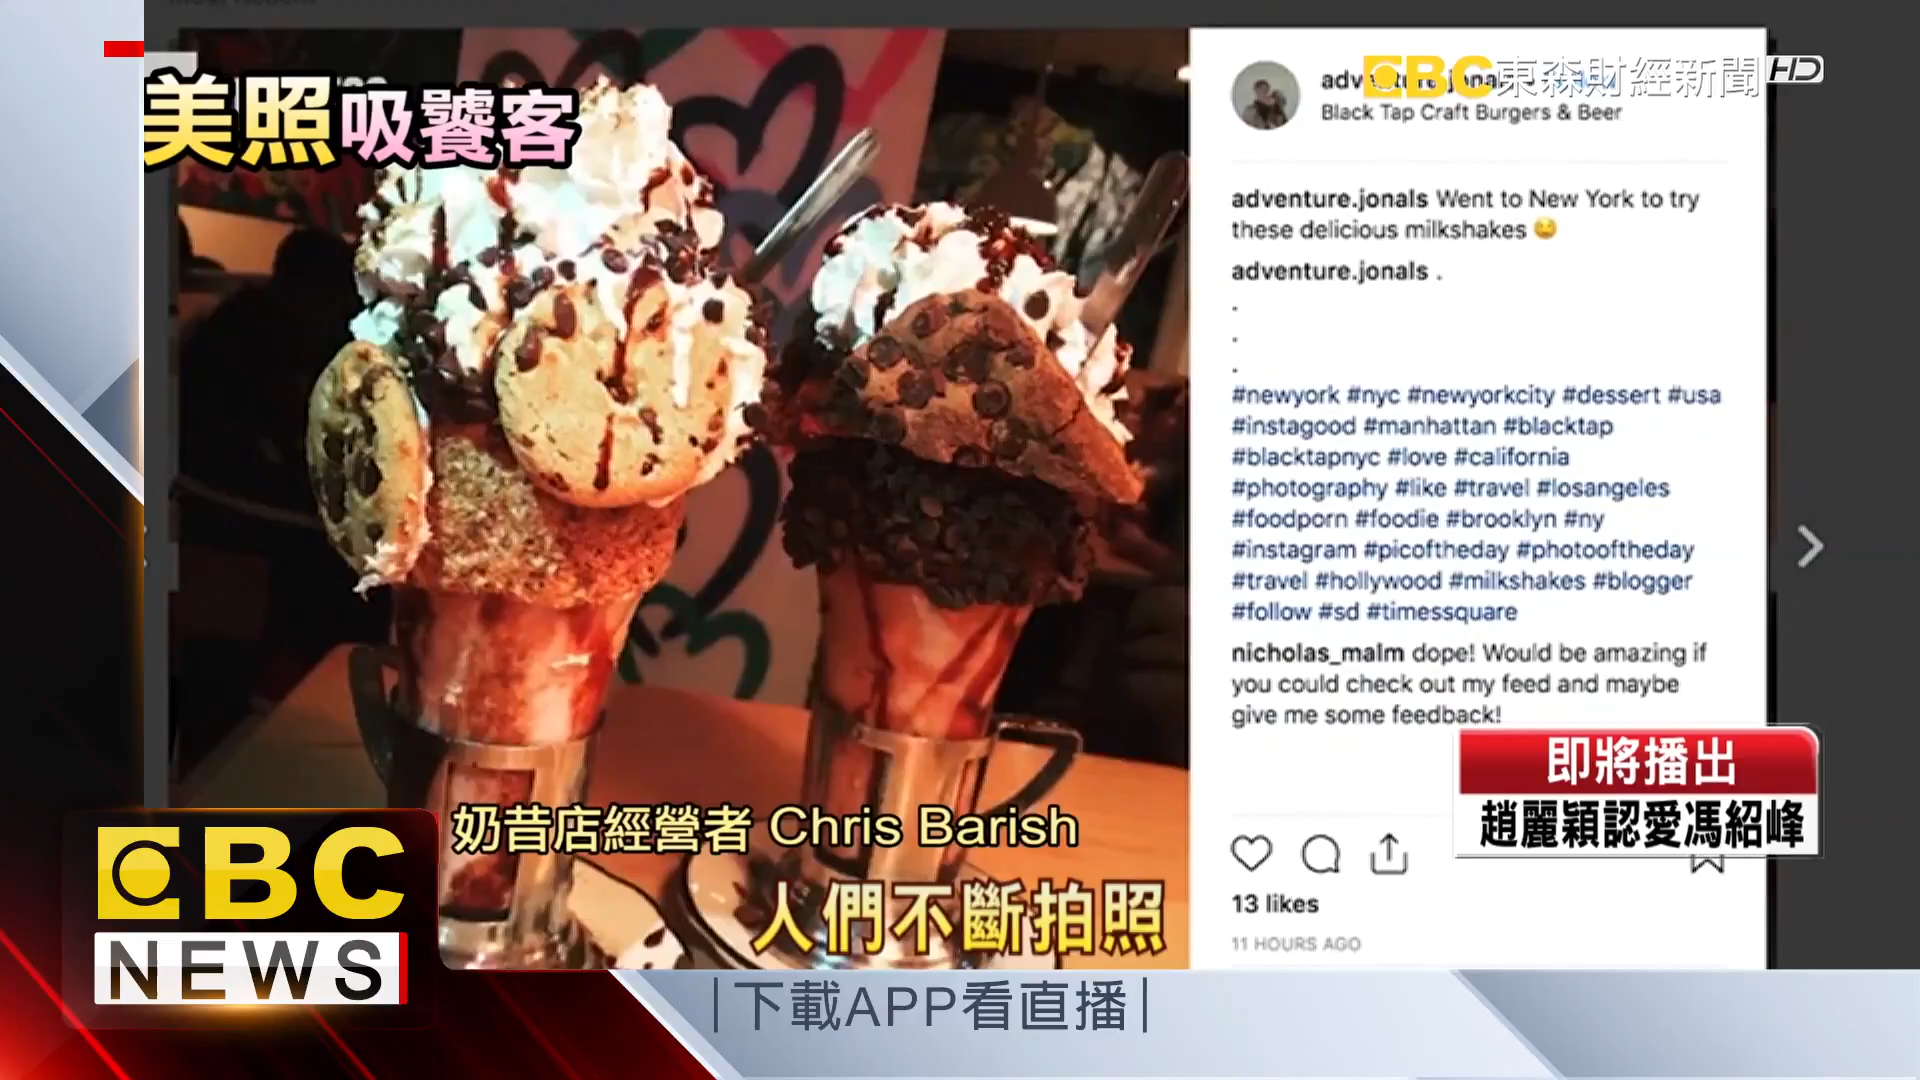 美照吸饕客
EBC東森財經新聞HD
Black Tap Craft Burgers & Beer
adventure.jonals Went to New York to try
these delicious milkshakes
adventure.jonals .
.
.
.
#newyork #nyc #newyorkcity #dessert #usa
#instagood #manhattan #blacktap
#blacktapnyc #love #california
#photography #like #travel #losangeles
#foodporn #foodie #brooklyn #ny
#instagram #picoftheday #photooftheday
#travel #hollywood #milkshakes #blogger
#follow #sd #timessquare
nicholas_malm dope! Would be amazing if
you could check out my feed and maybe
give me some feedback!
即將播出
趙麗穎認愛馮紹峰
13 likes
11 HOURS AGO
奶昔店經營者 Chris Barish
人們不斷拍照
EBC
NEWS
|下載APP看直播|